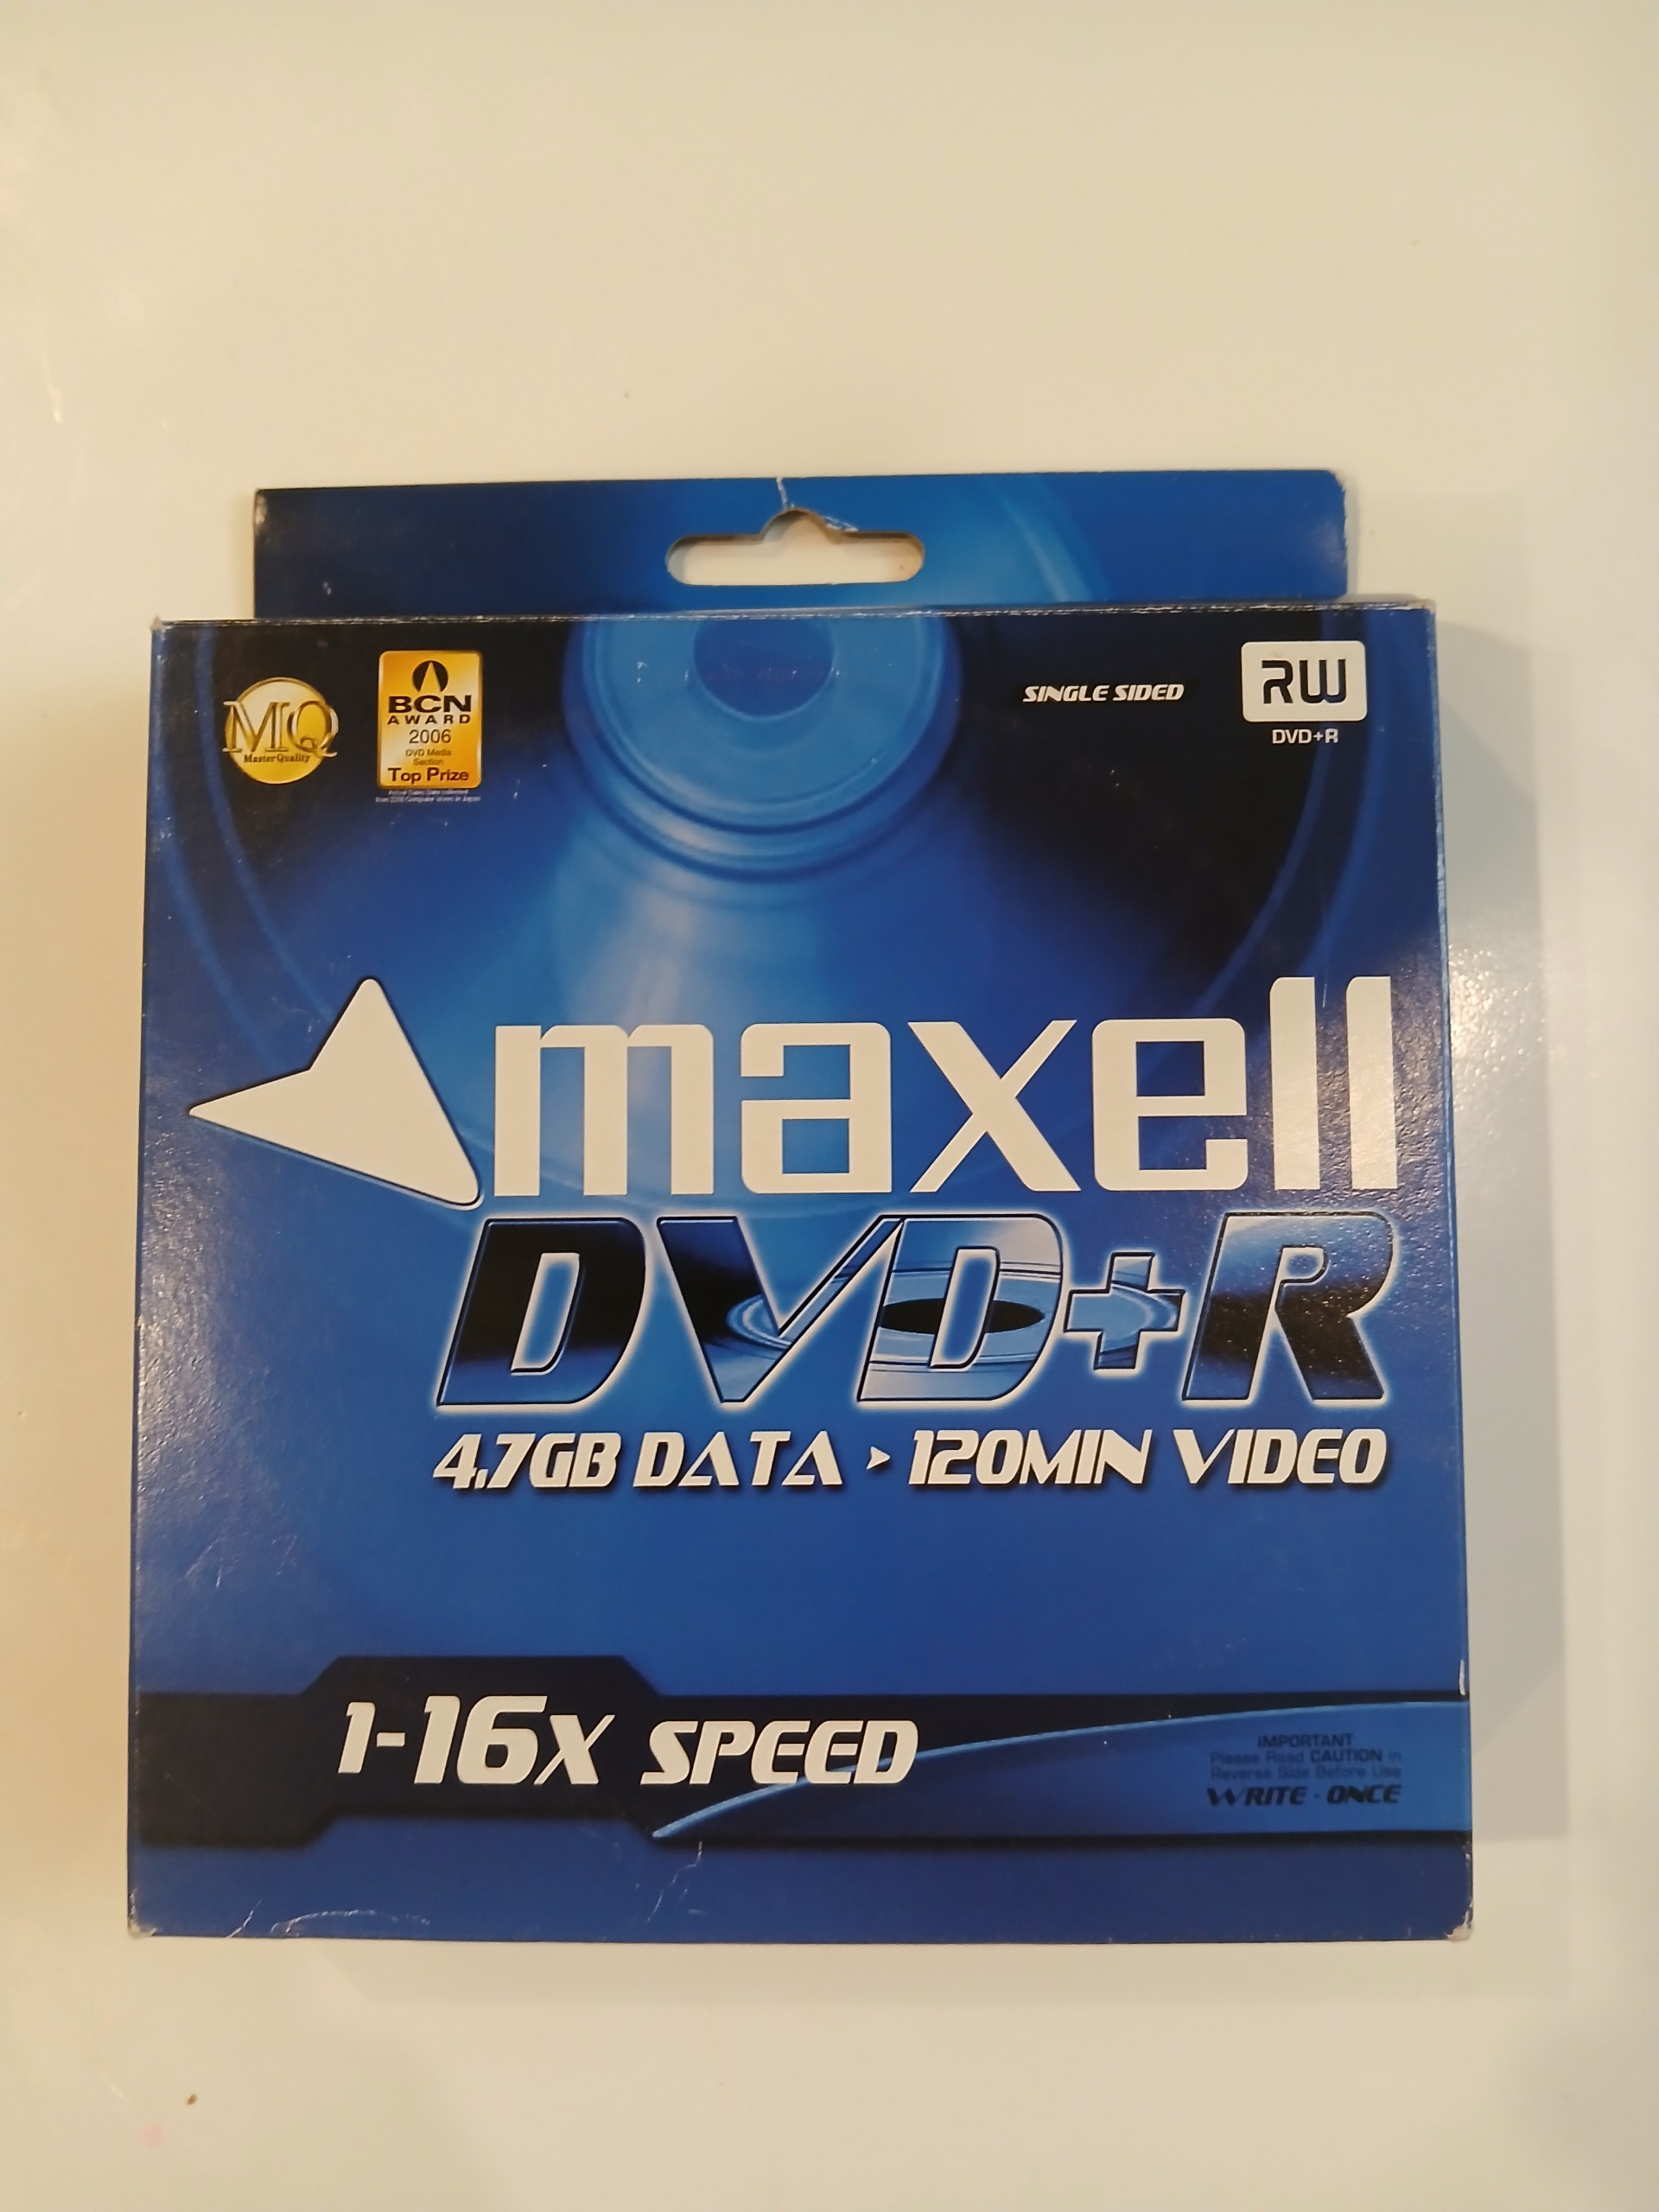 MQ
Master Quality
BCN
AWARD
2006
DVD Media
Section
Top Prize
SINGLE SIDED
RW
DVD+R
maxell
DVD+R
4.7GB DATA ▸ 120MIN VIDEO
1-16X SPEED
IMPORTANT
Please Read CAUTION in
Reverse Side Before Use
WRITE · ONCE